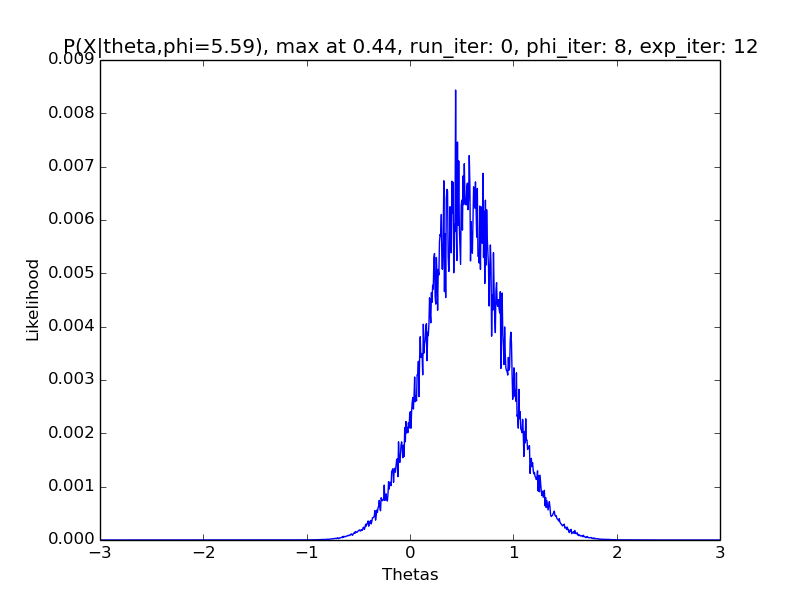 P(X|theta,phi=5.59), max at 0.44, run_iter: 0, phi_iter: 8, exp_iter: 12
0.009
0.008
0.007
0.006
0.005
0.004
0.003
0.002
0.001
0.000
Likelihood
−3 −2 −1 0 1 2 3
Thetas